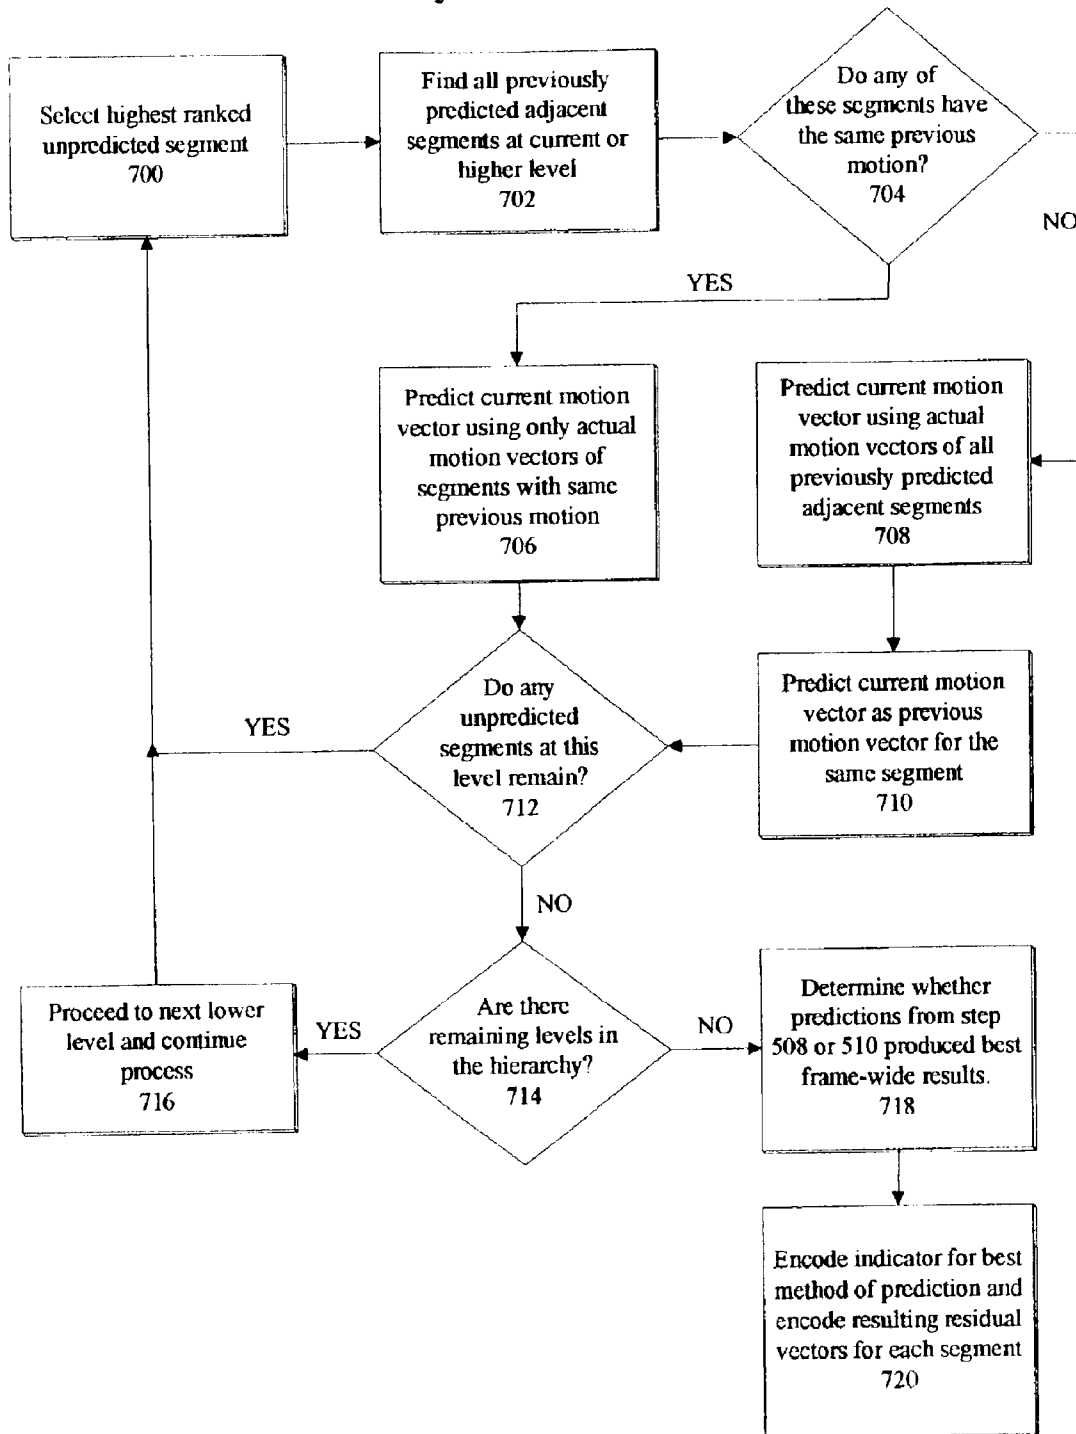 Select highest ranked
unpredicted segment
700
Find all previously
predicted adjacent
segments at current or
higher level
702
Do any of
these segments have
the same previous
motion?
704
NO
YES
Predict current motion
vector using only actual
motion vectors of
segments with same
previous motion
706
Predict current motion
vector using actual
motion vectors of all
previously predicted
adjacent segments
708
Do any
unpredicted
segments at this
level remain?
712
YES
Predict current motion
vector as previous
motion vector for the
same segment
710
NO
Proceed to next lower
level and continue
process
716
YES
Are there
remaining levels in
the hierarchy?
714
NO
Determine whether
predictions from step
508 or 510 produced best
frame-wide results.
718
Encode indicator for best
method of prediction and
encode resulting residual
vectors for each segment
720